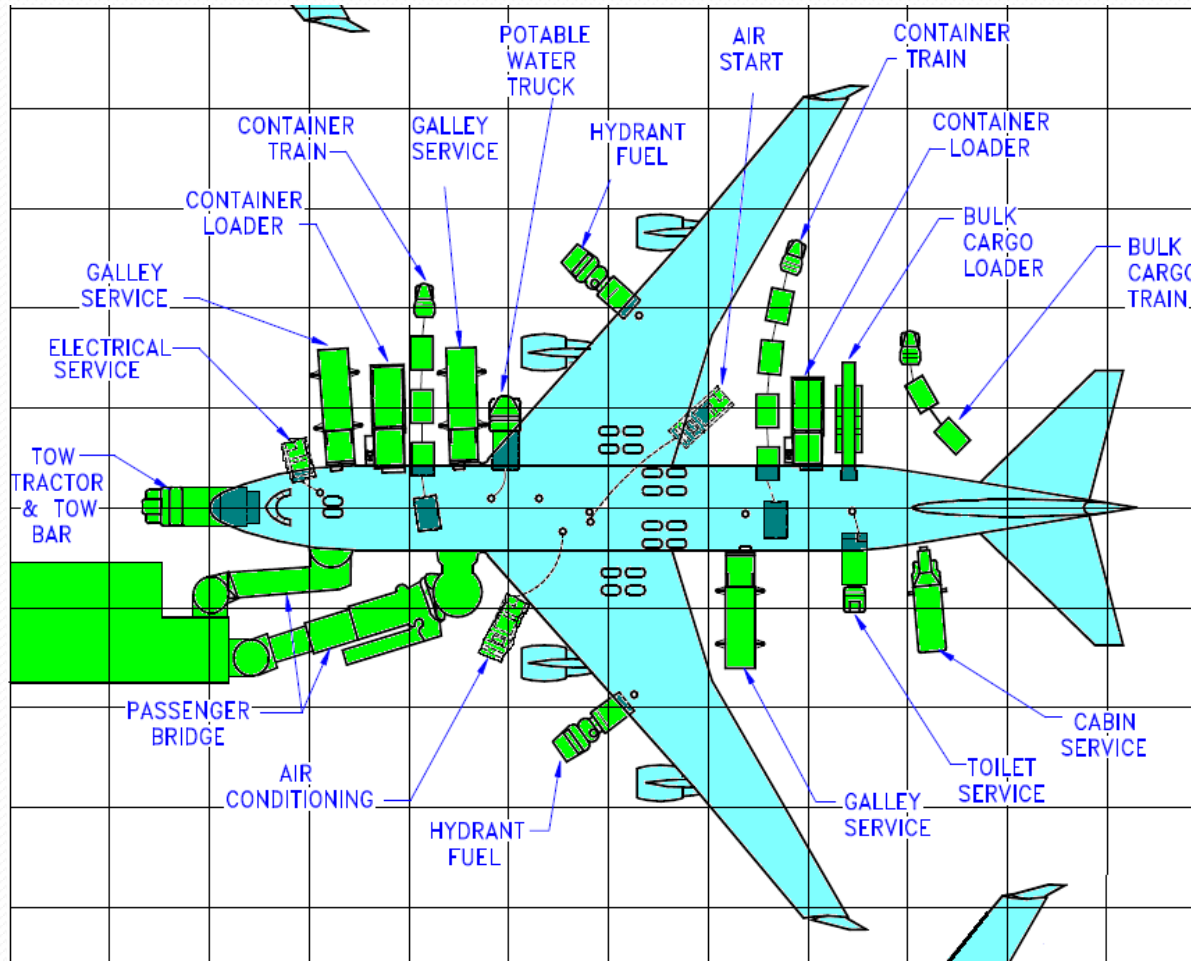 POTABLE
WATER
TRUCK
AIR
START
CONTAINER
TRAIN
CONTAINER
TRAIN
GALLEY
SERVICE
HYDRANT
FUEL
CONTAINER
LOADER
CONTAINER
LOADER
BULK
CARGO
LOADER
BULK
CARGO
TRAIN
GALLEY
SERVICE
ELECTRICAL
SERVICE
TOW
TRACTOR
& TOW
BAR
PASSENGER
BRIDGE
AIR
CONDITIONING
HYDRANT
FUEL
GALLEY
SERVICE
TOILET
SERVICE
CABIN
SERVICE